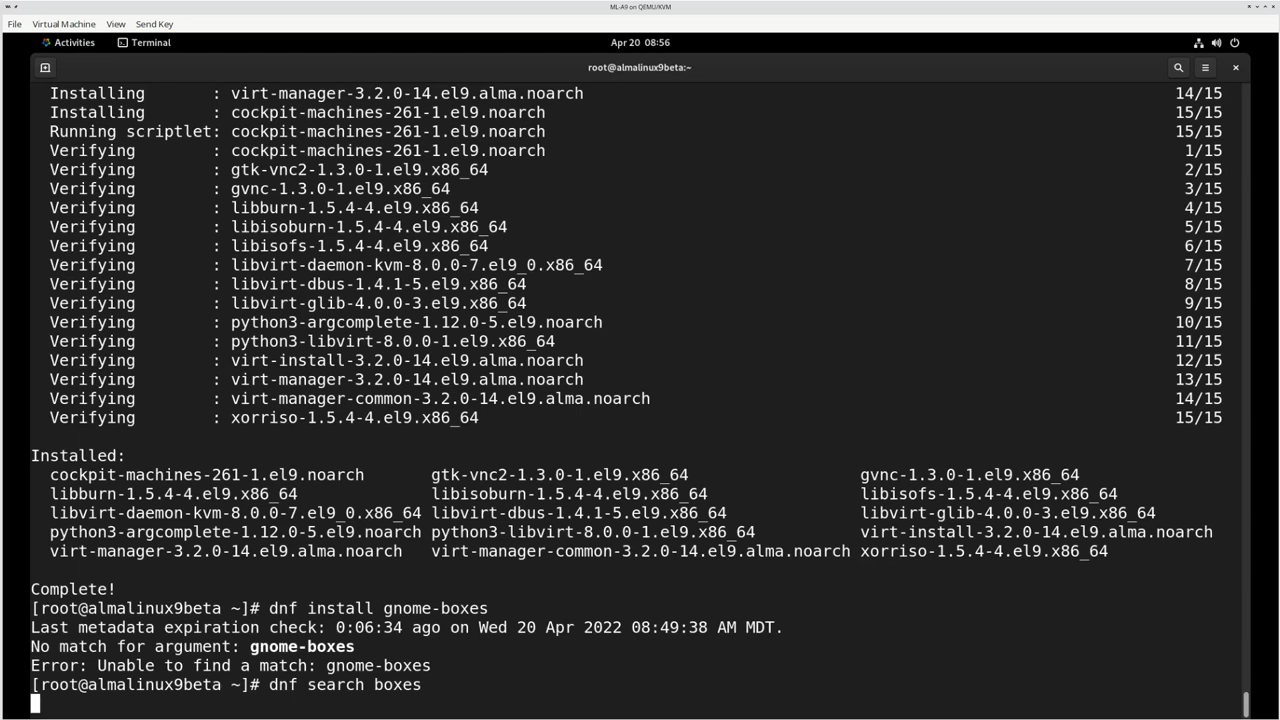 ML-A9 on QEMU/KVM
File Virtual Machine View Send Key
Activities Terminal Apr 20 08:56
root@almalinux9beta:~
Installing : virt-manager-3.2.0-14.el9.alma.noarch 14/15
Installing : cockpit-machines-261-1.el9.noarch 15/15
Running scriptlet: cockpit-machines-261-1.el9.noarch 15/15
Verifying : cockpit-machines-261-1.el9.noarch 1/15
Verifying : gtk-vnc2-1.3.0-1.el9.x86_64 2/15
Verifying : gvnc-1.3.0-1.el9.x86_64 3/15
Verifying : libburn-1.5.4-4.el9.x86_64 4/15
Verifying : libisoburn-1.5.4-4.el9.x86_64 5/15
Verifying : libisofs-1.5.4-4.el9.x86_64 6/15
Verifying : libvirt-daemon-kvm-8.0.0-7.el9_0.x86_64 7/15
Verifying : libvirt-dbus-1.4.1-5.el9.x86_64 8/15
Verifying : libvirt-glib-4.0.0-3.el9.x86_64 9/15
Verifying : python3-argcomplete-1.12.0-5.el9.noarch 10/15
Verifying : python3-libvirt-8.0.0-1.el9.x86_64 11/15
Verifying : virt-install-3.2.0-14.el9.alma.noarch 12/15
Verifying : virt-manager-3.2.0-14.el9.alma.noarch 13/15
Verifying : virt-manager-common-3.2.0-14.el9.alma.noarch 14/15
Verifying : xorriso-1.5.4-4.el9.x86_64 15/15
Installed:
cockpit-machines-261-1.el9.noarch gtk-vnc2-1.3.0-1.el9.x86_64 gvnc-1.3.0-1.el9.x86_64
libburn-1.5.4-4.el9.x86_64 libisoburn-1.5.4-4.el9.x86_64 libisofs-1.5.4-4.el9.x86_64
libvirt-daemon-kvm-8.0.0-7.el9_0.x86_64 libvirt-dbus-1.4.1-5.el9.x86_64 libvirt-glib-4.0.0-3.el9.x86_64
python3-argcomplete-1.12.0-5.el9.noarch python3-libvirt-8.0.0-1.el9.x86_64 virt-install-3.2.0-14.el9.alma.noarch
virt-manager-3.2.0-14.el9.alma.noarch virt-manager-common-3.2.0-14.el9.alma.noarch xorriso-1.5.4-4.el9.x86_64
Complete!
[root@almalinux9beta ~]# dnf install gnome-boxes
Last metadata expiration check: 0:06:34 ago on Wed 20 Apr 2022 08:49:38 AM MDT.
No match for argument: gnome-boxes
Error: Unable to find a match: gnome-boxes
[root@almalinux9beta ~]# dnf search boxes